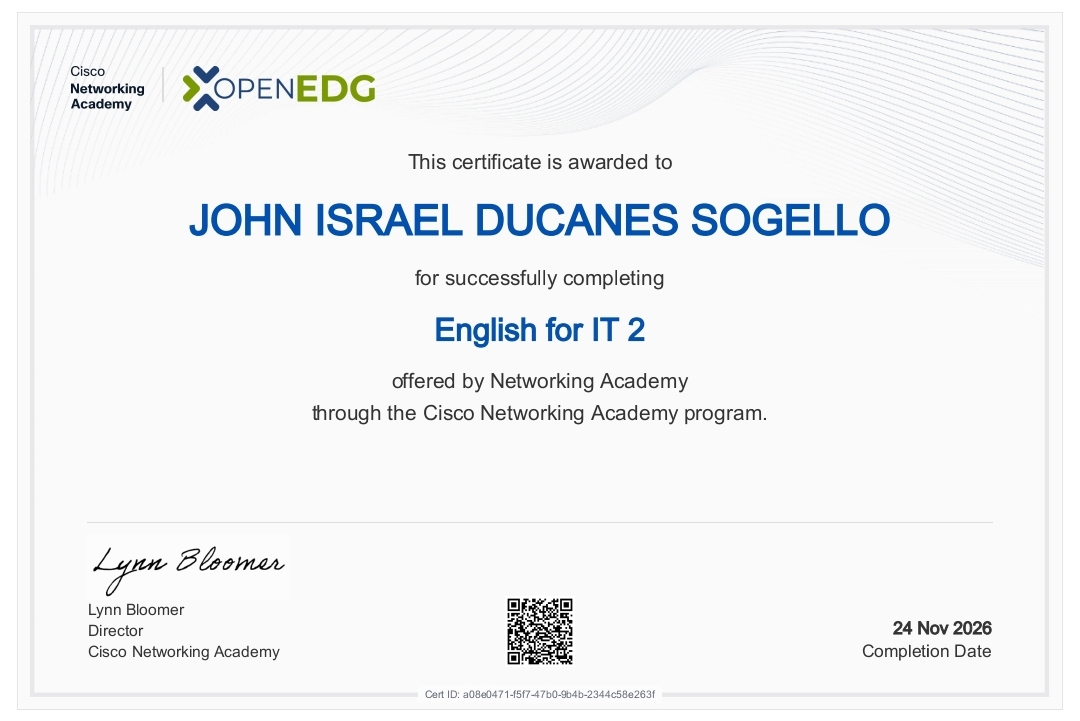 Cisco
Networking
Academy
OPENEDG
This certificate is awarded to
JOHN ISRAEL DUCANES SOGELLO
for successfully completing
English for IT 2
offered by Networking Academy
through the Cisco Networking Academy program.
Lynn Bloomer
Lynn Bloomer
Director
Cisco Networking Academy
24 Nov 2026
Completion Date
Cert ID: a08e0471-f5f7-47b0-9b4b-2344c58e263f